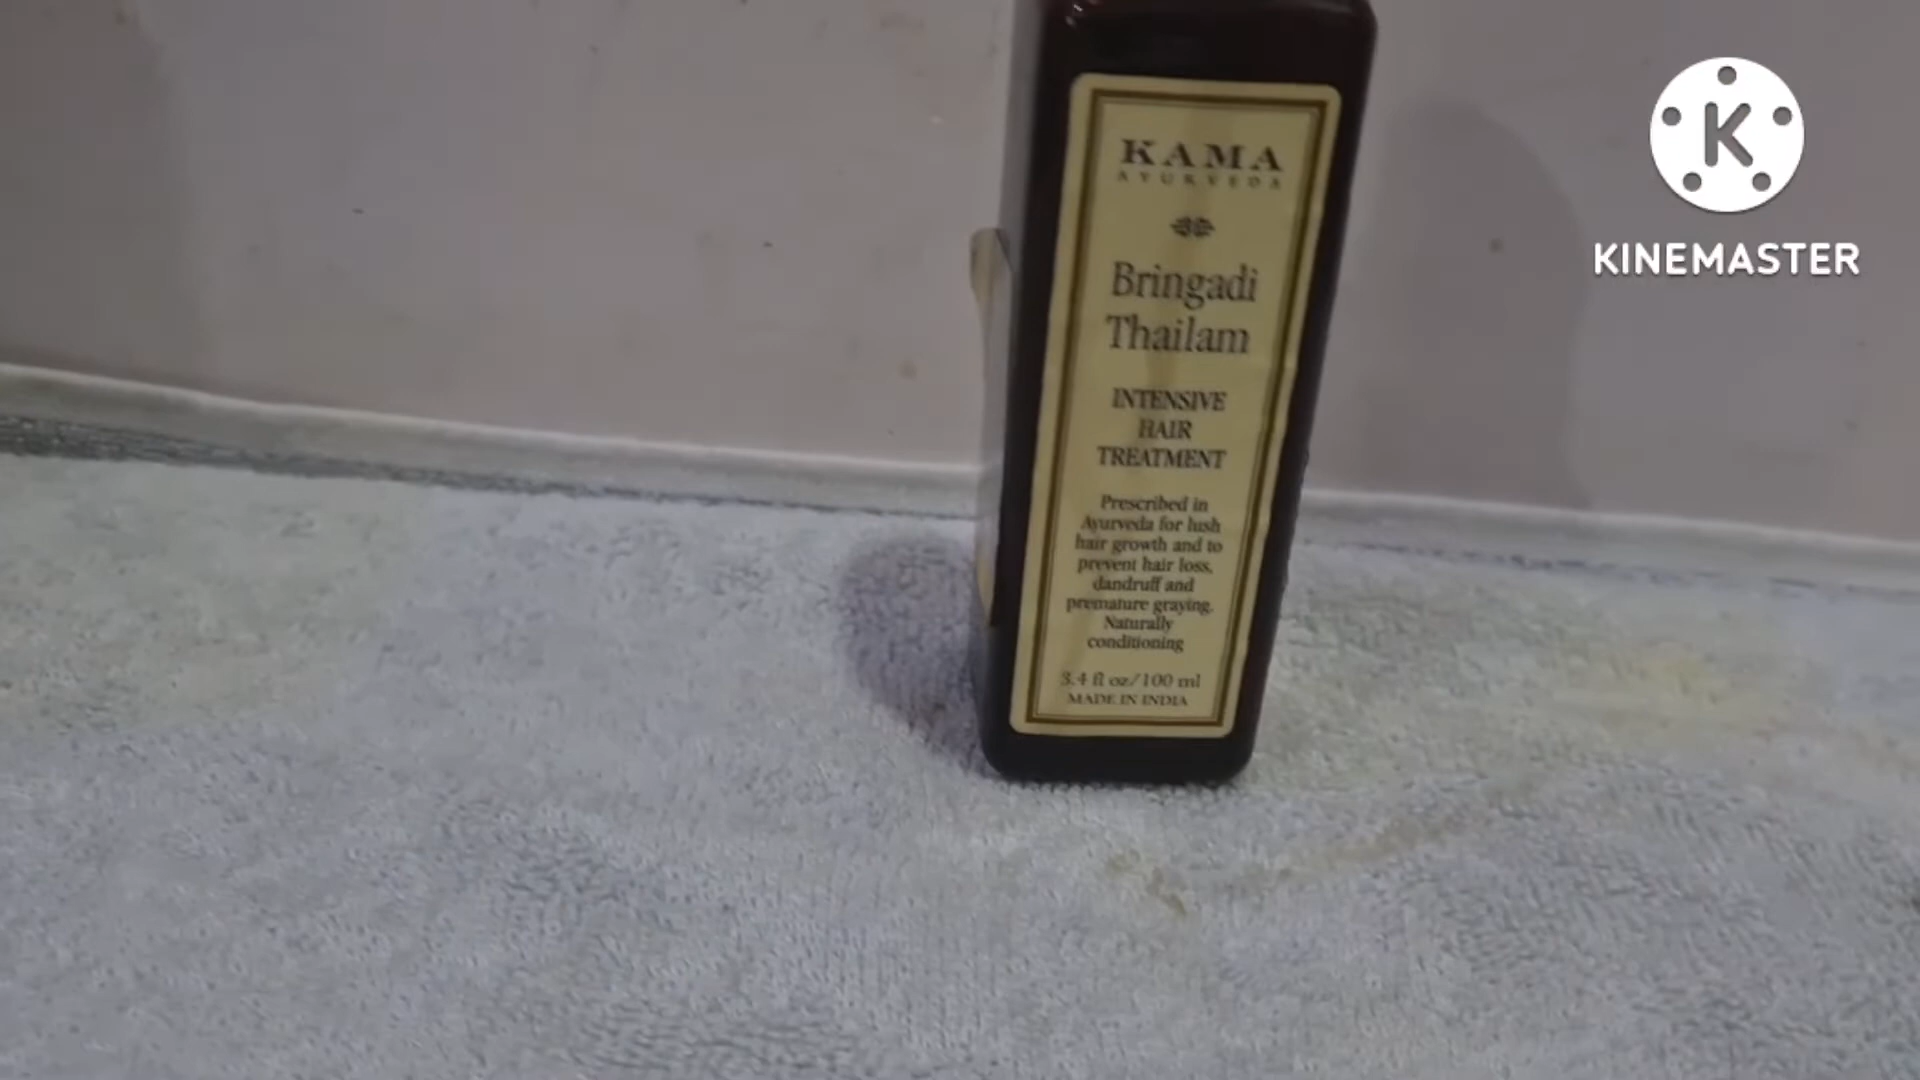 KAMA
AYURVEDA
Bringadi
Thailam
INTENSIVE
HAIR
TREATMENT
Prescribed in
Ayurveda for lush
hair growth and to
prevent hair loss,
dandruff and
premature graying.
Naturally
conditioning
3.4 fl oz/100 ml
MADE IN INDIA
K
KINEMASTER